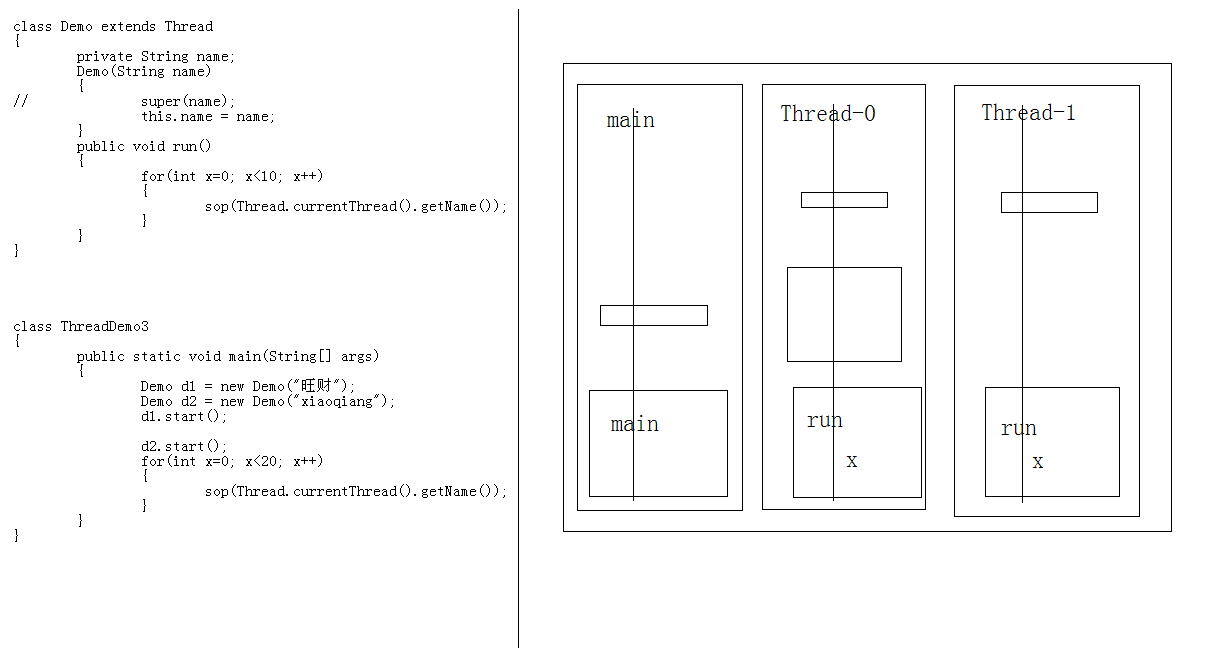 class Demo extends Thread
{
private String name;
Demo(String name)
{
// super(name);
this.name = name;
}
public void run()
{
for(int x=0; x<10; x++)
{
sop(Thread.currentThread().getName());
}
}
}
class ThreadDemo3
{
public static void main(String[] args)
{
Demo d1 = new Demo("旺财");
Demo d2 = new Demo("xiaoqiang");
d1.start();
d2.start();
for(int x=0; x<20; x++)
{
sop(Thread.currentThread().getName());
}
}
}
main
main
Thread-0
run
x
Thread-1
run
x